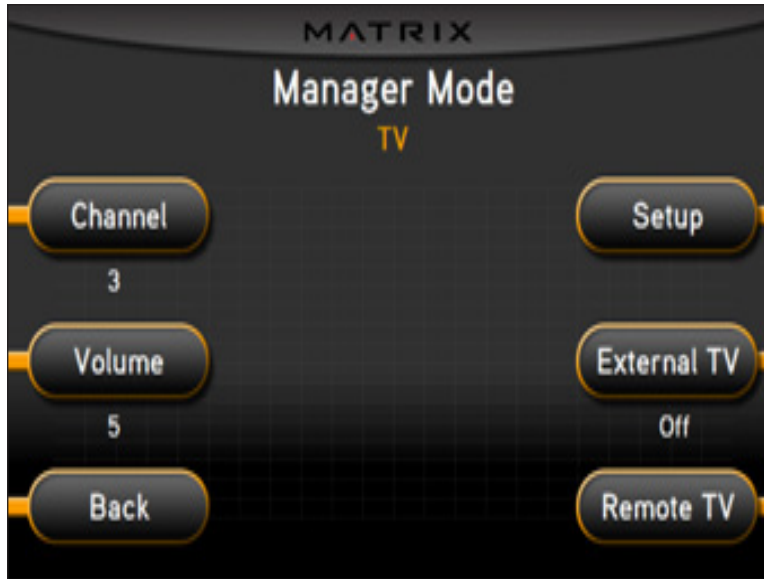 MATRIX
Manager Mode
TV
Channel
3
Setup
Volume
5
External TV
Off
Back
Remote TV